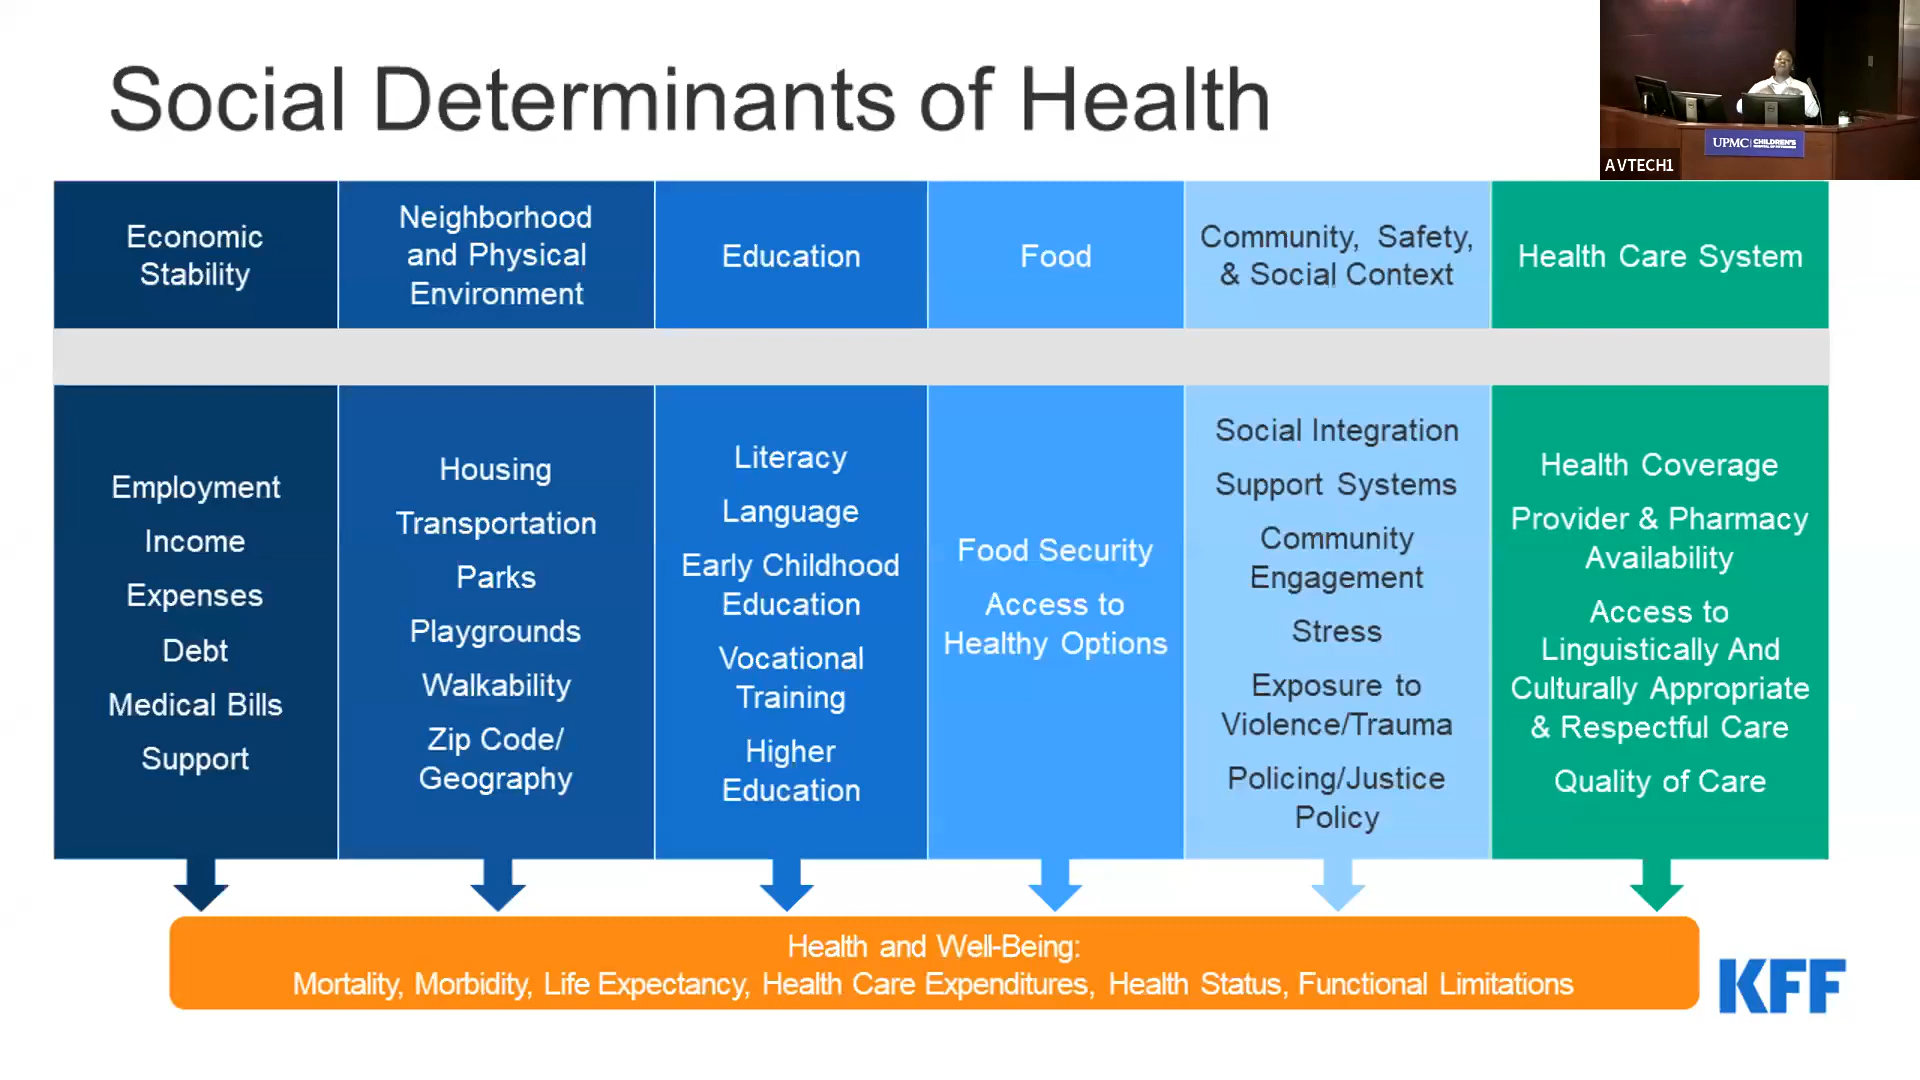 Social Determinants of Health
AVTECH1
UPMC | CHILDREN'S
Economic
Stability
Neighborhood
and Physical
Environment
Education
Food
Community, Safety,
& Social Context
Health Care System
Employment
Income
Expenses
Debt
Medical Bills
Support
Housing
Transportation
Parks
Playgrounds
Walkability
Zip Code/
Geography
Literacy
Language
Early Childhood
Education
Vocational
Training
Higher
Education
Food Security
Access to
Healthy Options
Social Integration
Support Systems
Community
Engagement
Stress
Exposure to
Violence/Trauma
Policing/Justice
Policy
Health Coverage
Provider & Pharmacy
Availability
Access to
Linguistically And
Culturally Appropriate
& Respectful Care
Quality of Care
Health and Well-Being:
Mortality, Morbidity, Life Expectancy, Health Care Expenditures, Health Status, Functional Limitations
KFF